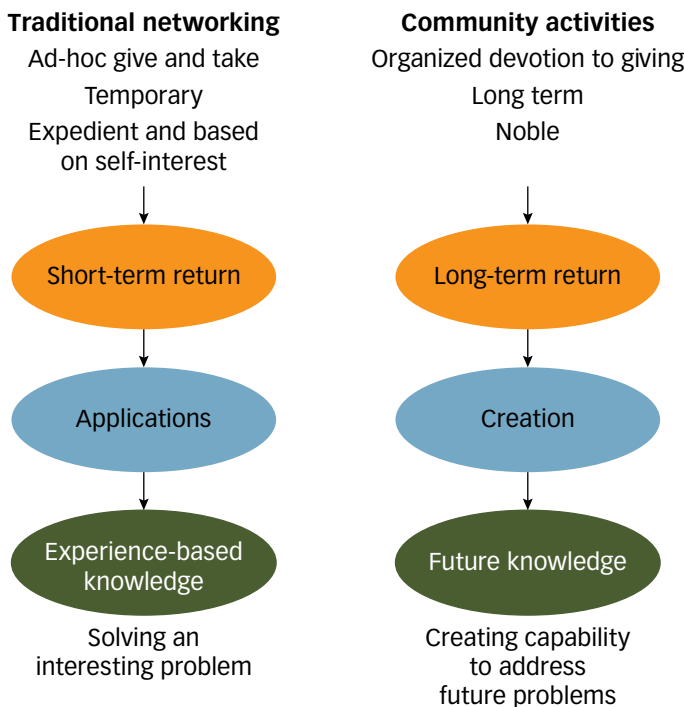 Traditional networking
Ad-hoc give and take
Temporary
Expedient and based
on self-interest
Short-term return
Applications
Experience-based
knowledge
Solving an
interesting problem
Community activities
Organized devotion to giving
Long term
Noble
Long-term return
Creation
Future knowledge
Creating capability
to address
future problems